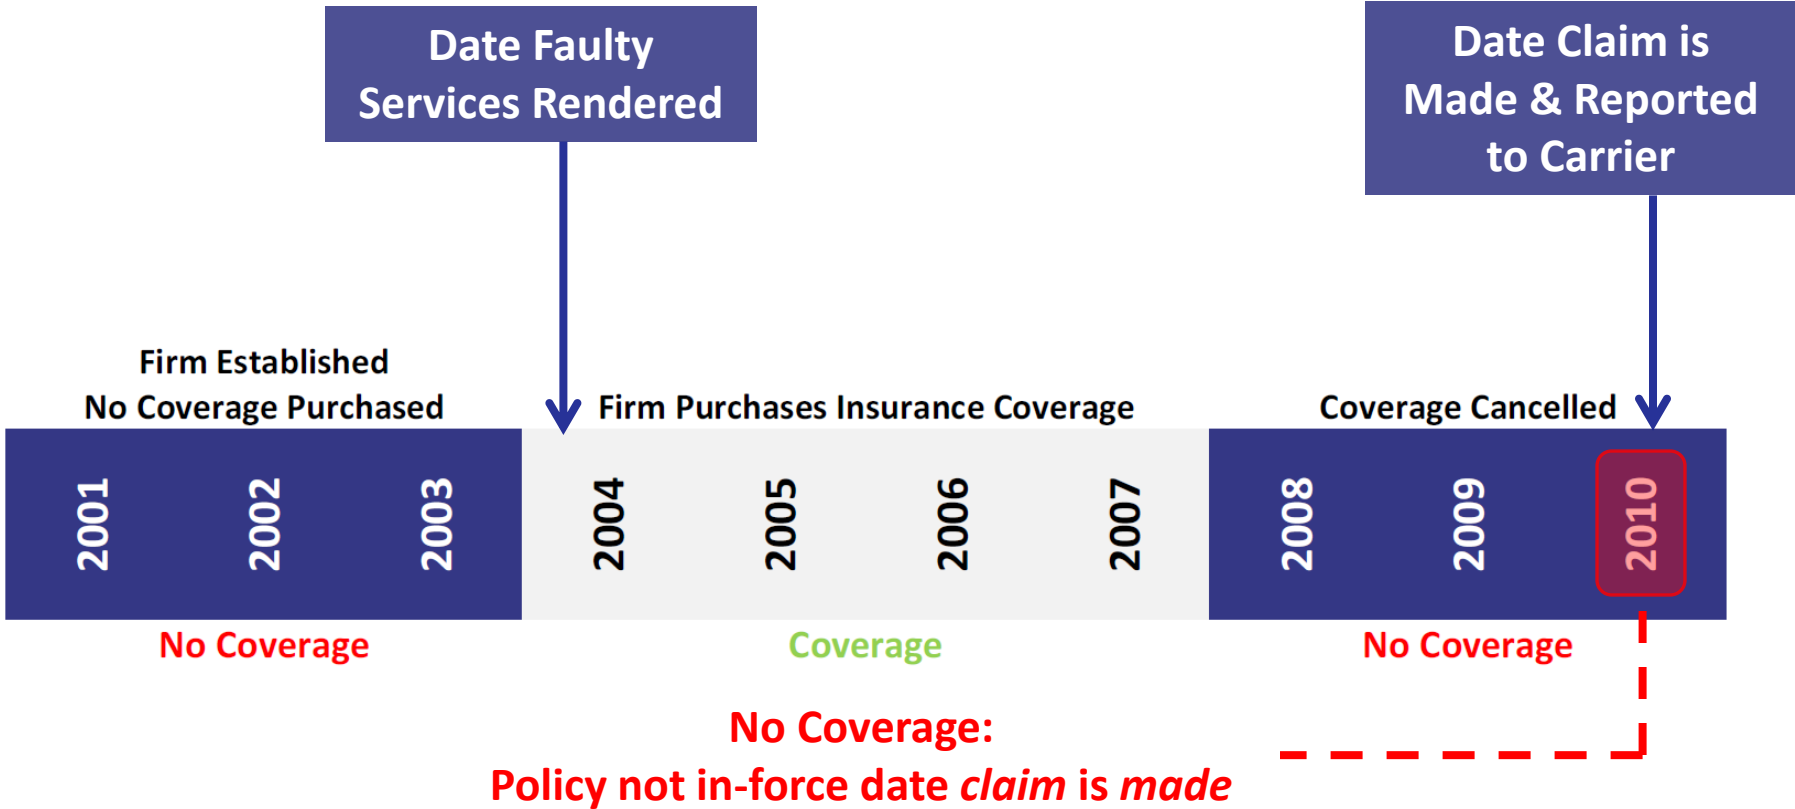 Date Faulty
Services Rendered
Date Claim is
Made & Reported
to Carrier
Firm Established
No Coverage Purchased
Firm Purchases Insurance Coverage
Coverage Cancelled
2001
2002
2003
2004
2005
2006
2007
2008
2009
2010
No Coverage
Coverage
No Coverage
No Coverage:
Policy not in-force date claim is made